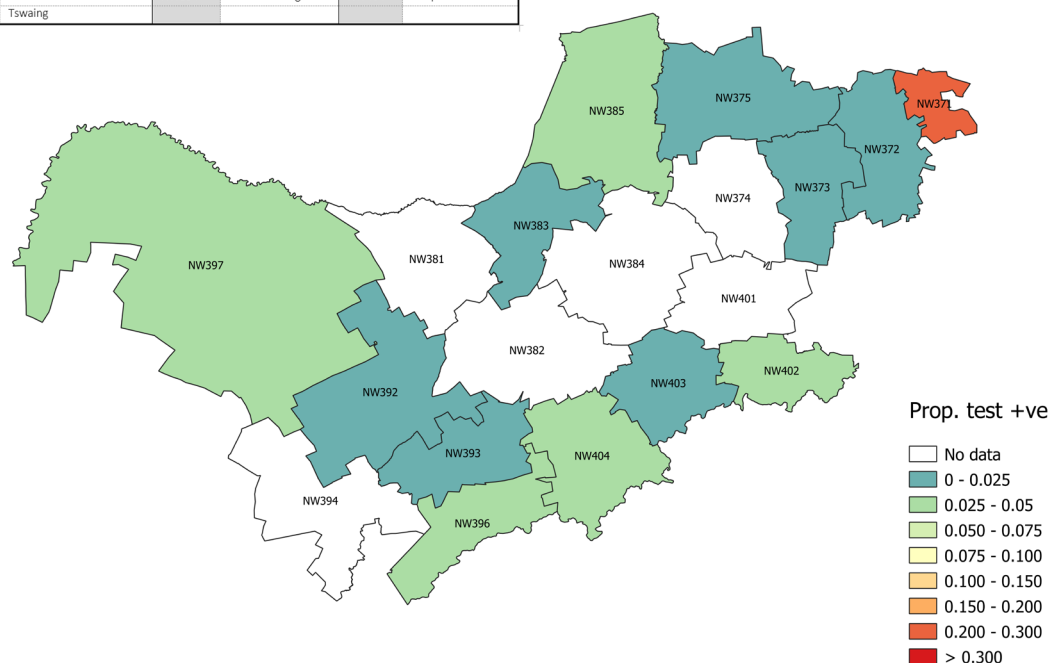 Tswaing
NW385
NW375
NW371
NW372
NW373
NW374
NW383
NW381
NW384
NW397
NW401
NW382
NW402
NW403
NW392
NW393
NW404
NW394
NW396
Prop. test +ve
No data
0 - 0.025
0.025 - 0.05
0.050 - 0.075
0.075 - 0.100
0.100 - 0.150
0.150 - 0.200
0.200 - 0.300
> 0.300